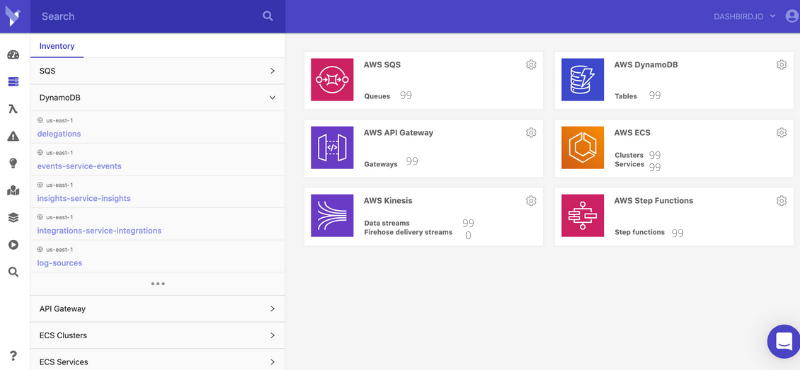 Search
DASHBIRD.IO
Inventory
SQS
DynamoDB
us-east-1
delegations
us-east-1
events-service-events
us-east-1
insights-service-insights
us-east-1
integrations-service-integrations
us-east-1
log-sources
API Gateway
ECS Clusters
ECS Services
AWS SQS
Queues 99
AWS DynamoDB
Tables 99
AWS API Gateway
Gateways 99
AWS ECS
Clusters 99
Services 99
AWS Kinesis
Data streams 99
Firehose delivery streams 0
AWS Step Functions
Step functions 99